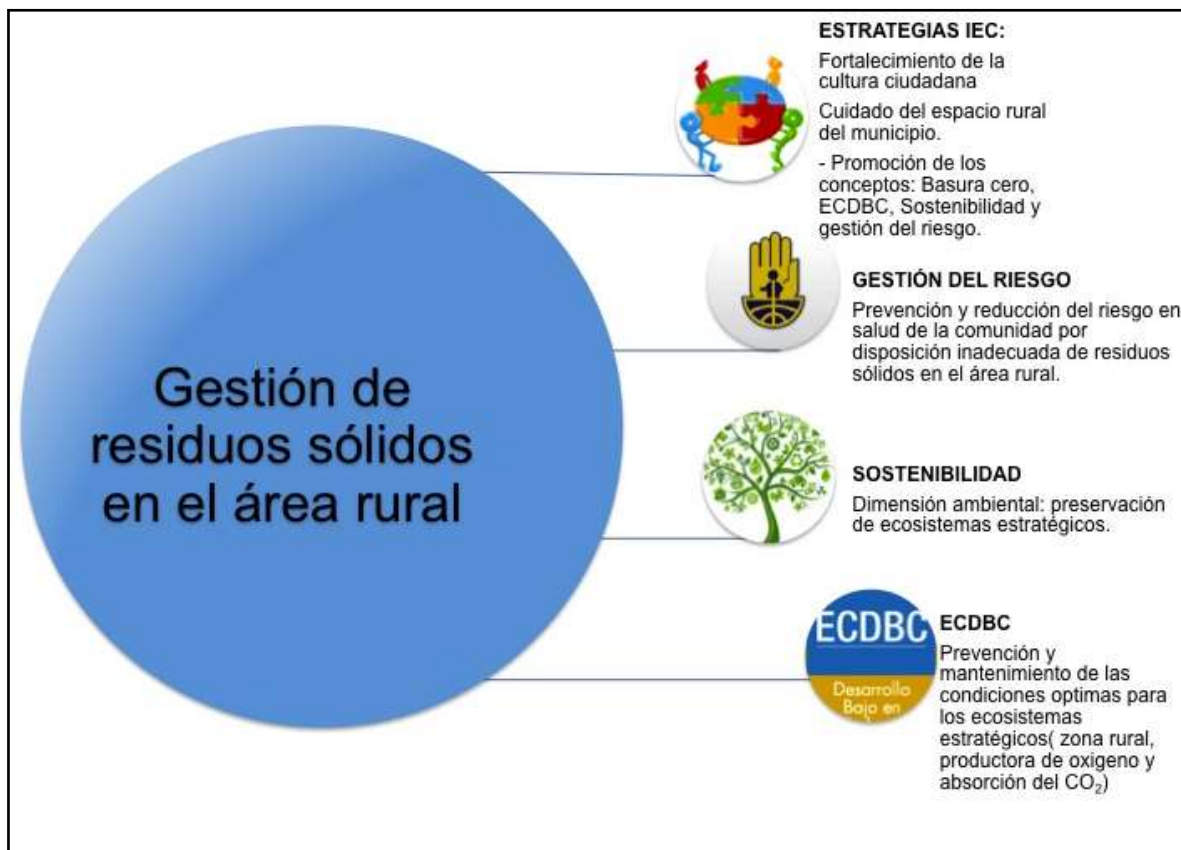 Gestión de
residuos sólidos
en el área rural
ESTRATEGIAS IEC:
Fortalecimiento de la
cultura ciudadana
Cuidado del espacio rural
del municipio.
- Promoción de los
conceptos: Basura cero,
ECDBC, Sostenibilidad y
gestión del riesgo.
GESTIÓN DEL RIESGO
Prevención y reducción del riesgo en
salud de la comunidad por
disposición inadecuada de residuos
sólidos en el área rural.
SOSTENIBILIDAD
Dimensión ambiental: preservación
de ecosistemas estratégicos.
ECDBC
Desarrollo
Bajo en
ECDBC
Prevención y
mantenimiento de las
condiciones optimas para
los ecosistemas
estratégicos( zona rural,
productora de oxigeno y
absorción del CO₂)